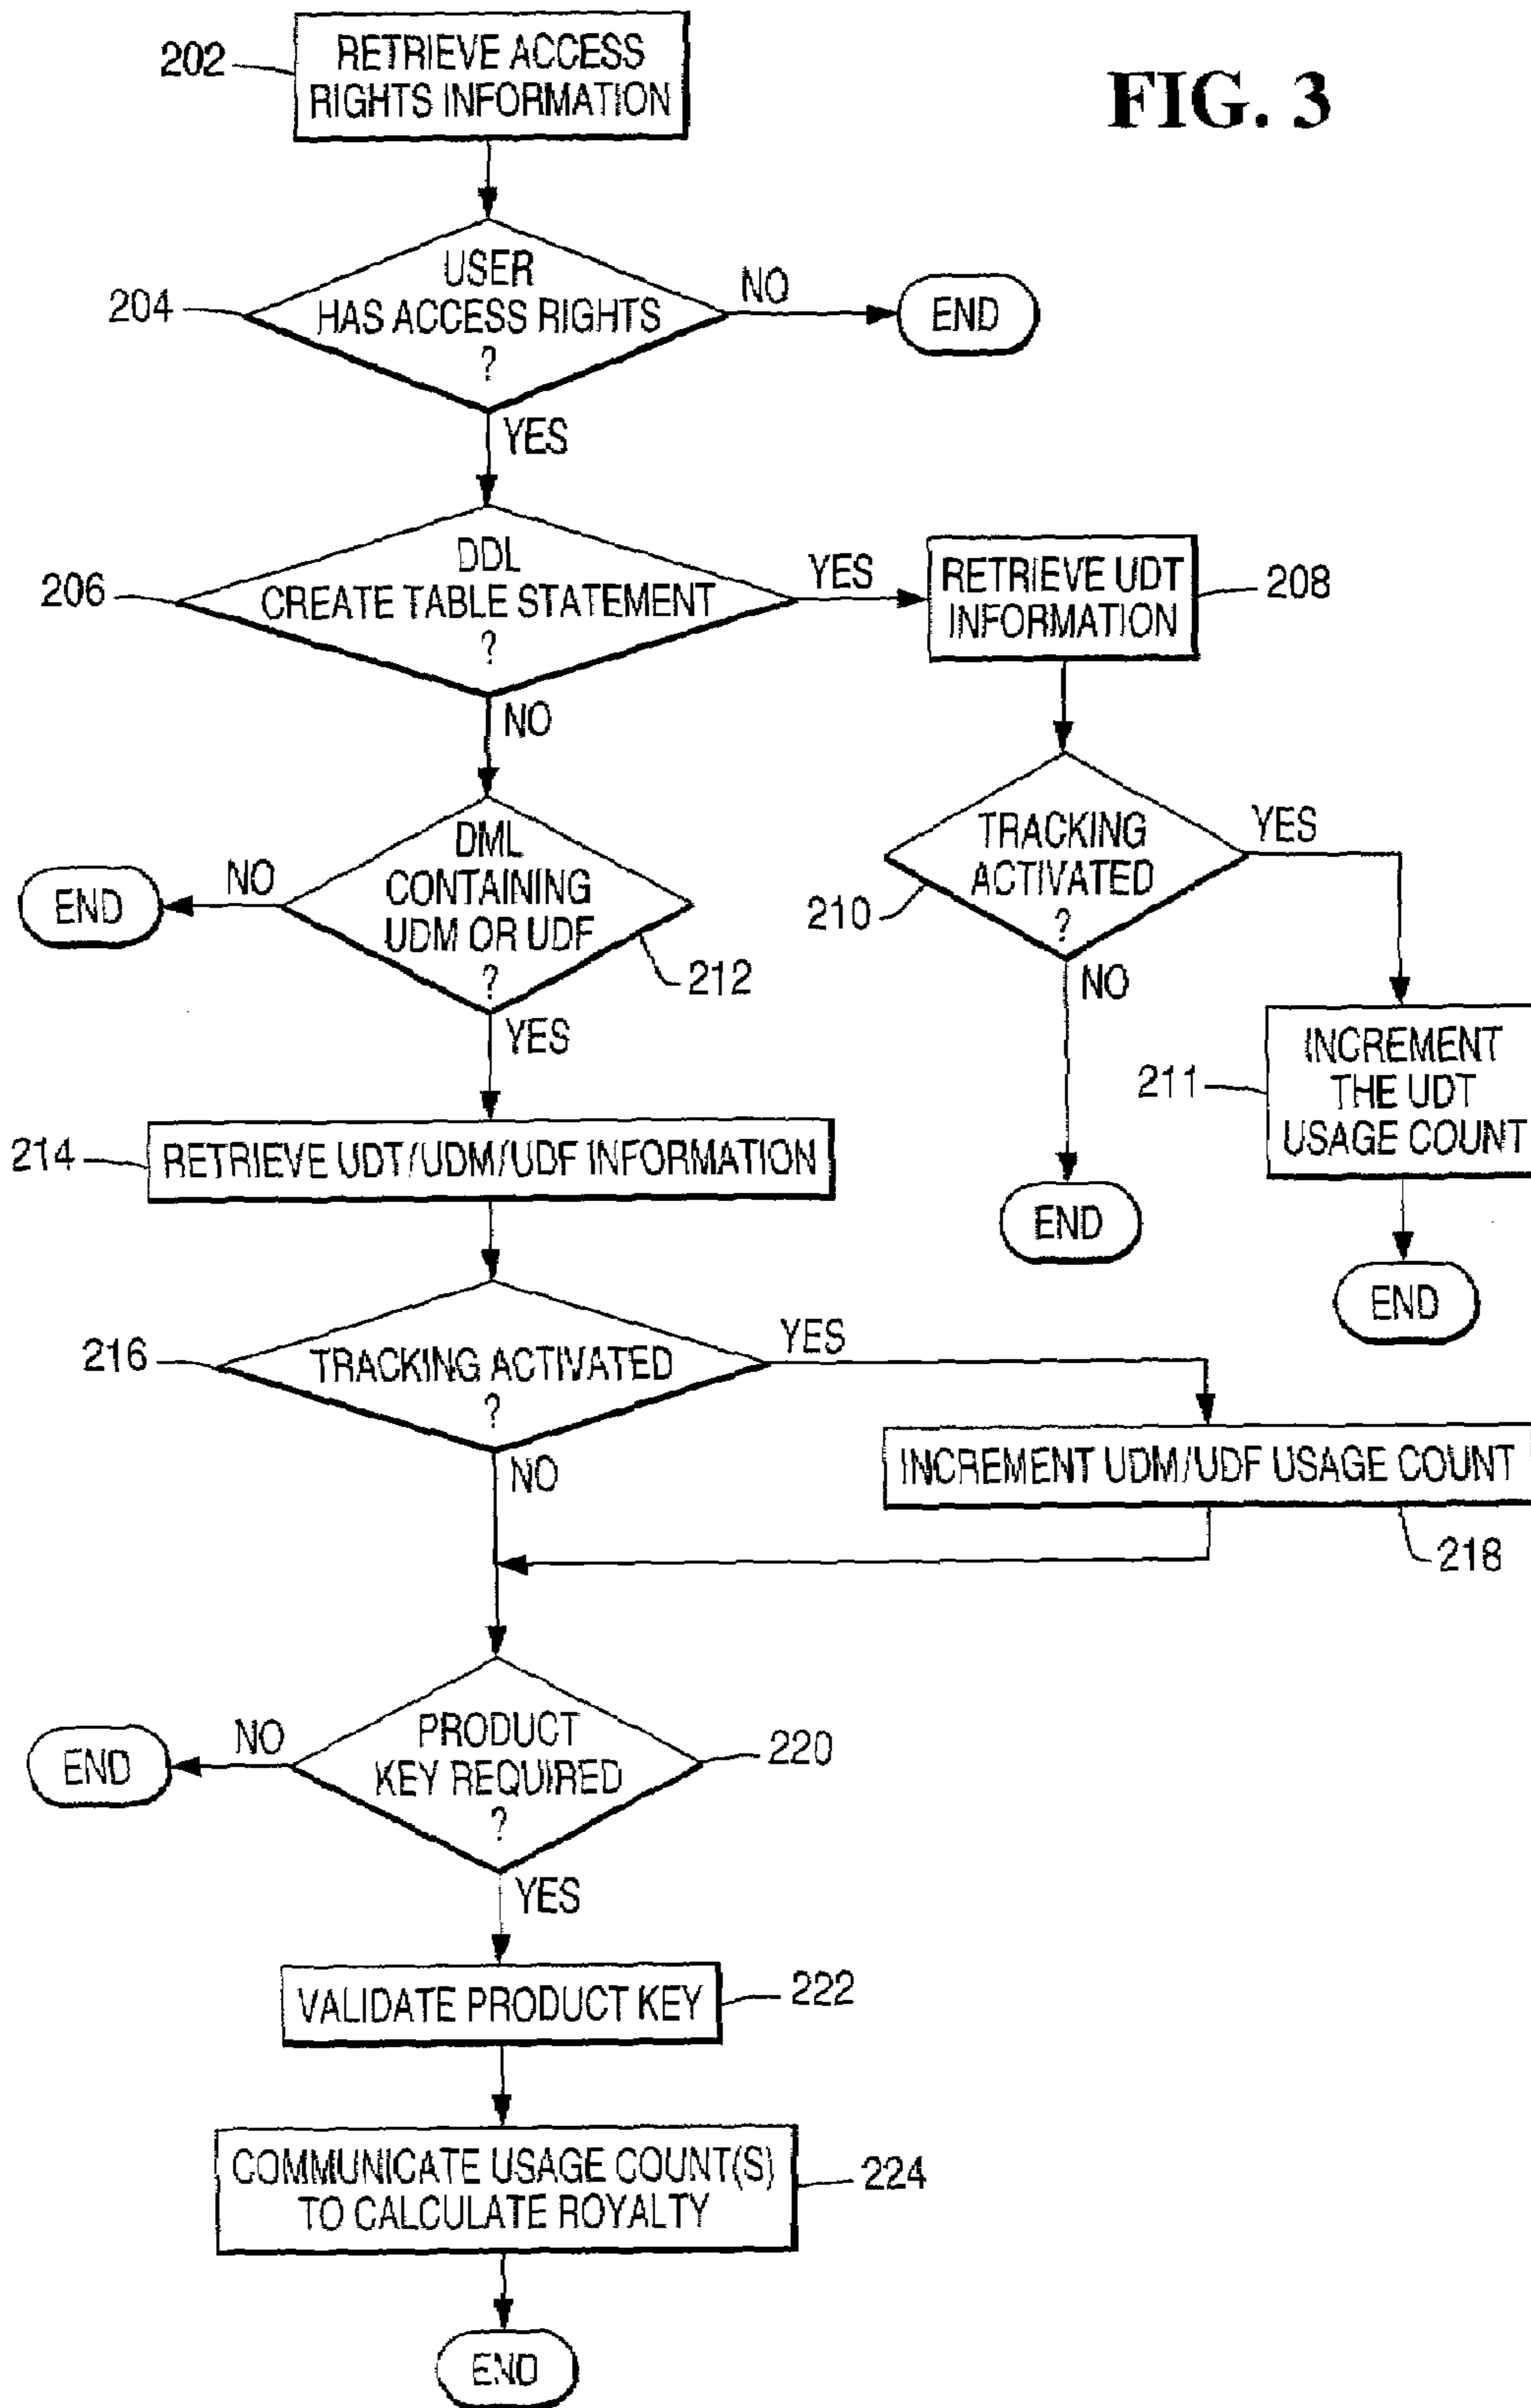 FIG. 3
202
RETRIEVE ACCESS
RIGHTS INFORMATION
204
USER
HAS ACCESS RIGHTS
?
NO
END
YES
206
DDL
CREATE TABLE STATEMENT
?
YES
RETRIEVE UDT
INFORMATION
208
NO
TRACKING
ACTIVATED
?
210
YES
NO
END
211
INCREMENT
THE UDT
USAGE COUNT
END
DML
CONTAINING
UDM OR UDF
?
212
NO
END
YES
214
RETRIEVE UDT/UDM/UDF INFORMATION
216
TRACKING ACTIVATED
?
YES
INCREMENT UDM/UDF USAGE COUNT
218
NO
PRODUCT
KEY REQUIRED
?
220
NO
END
YES
VALIDATE PRODUCT KEY
222
COMMUNICATE USAGE COUNT(S)
TO CALCULATE ROYALTY
224
END